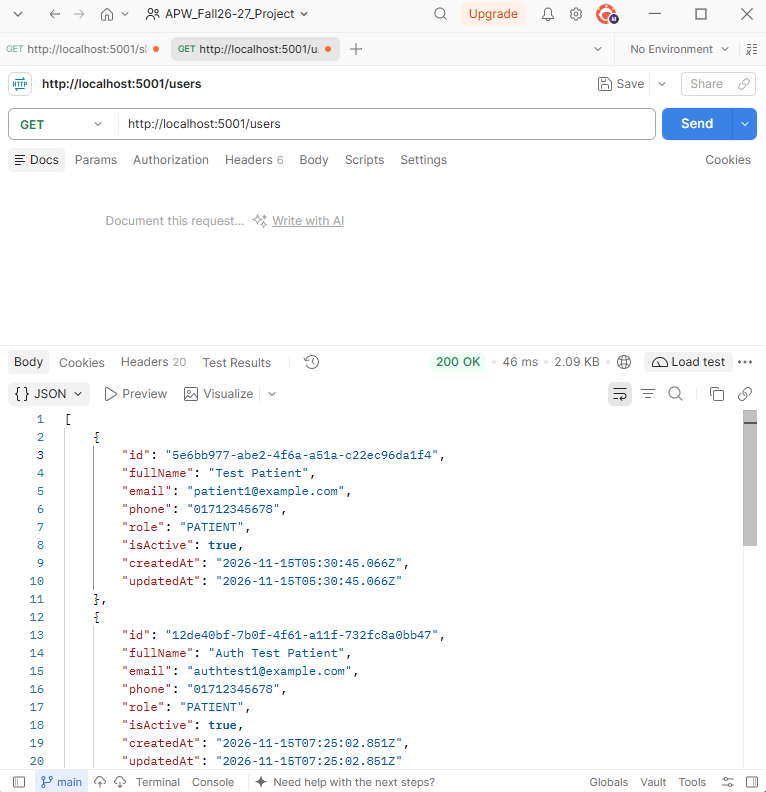 APW_Fall26-27_Project
Upgrade
GET http://localhost:5001/sl
GET http://localhost:5001/u.
No Environment
HTTP http://localhost:5001/users
Save
Share
GET http://localhost:5001/users
Send
Docs Params Authorization Headers 6 Body Scripts Settings Cookies
Document this request... Write with AI
Body Cookies Headers 20 Test Results 200 OK • 46 ms • 2.09 KB • Load test
{} JSON Preview Visualize
1 [
2 {
3 "id": "5e6bb977-abe2-4f6a-a51a-c22ec96da1f4",
4 "fullName": "Test Patient",
5 "email": "patient1@example.com",
6 "phone": "01712345678",
7 "role": "PATIENT",
8 "isActive": true,
9 "createdAt": "2026-11-15T05:30:45.066Z",
10 "updatedAt": "2026-11-15T05:30:45.066Z"
11 },
12 {
13 "id": "12de40bf-7b0f-4f61-a11f-732fc8a0bb47",
14 "fullName": "Auth Test Patient",
15 "email": "authtest1@example.com",
16 "phone": "01712345678",
17 "role": "PATIENT",
18 "isActive": true,
19 "createdAt": "2026-11-15T07:25:02.851Z",
20 "updatedAt": "2026-11-15T07:25:02.851Z"
main Terminal Console Need help with the next steps? Globals Vault Tools